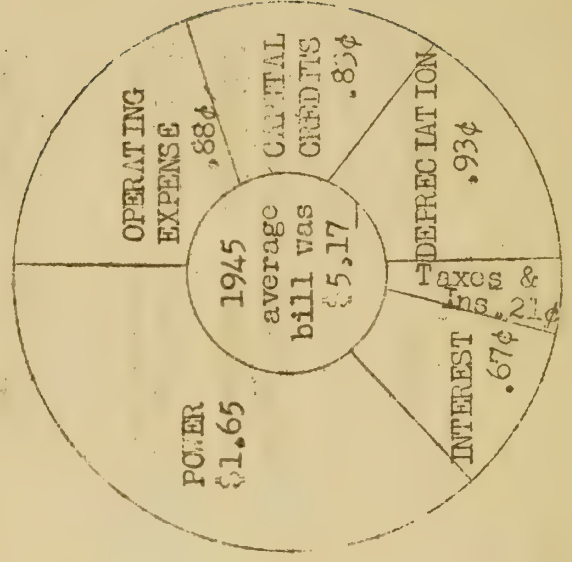 POWER
$1.65
OPERATING
EXPENSE
.88¢
CAPITAL
CREDITS
.83¢
DEPRECIATION
.93¢
Taxes &
Ins .21¢
INTEREST
.67¢
1945
average
bill was
$5.17